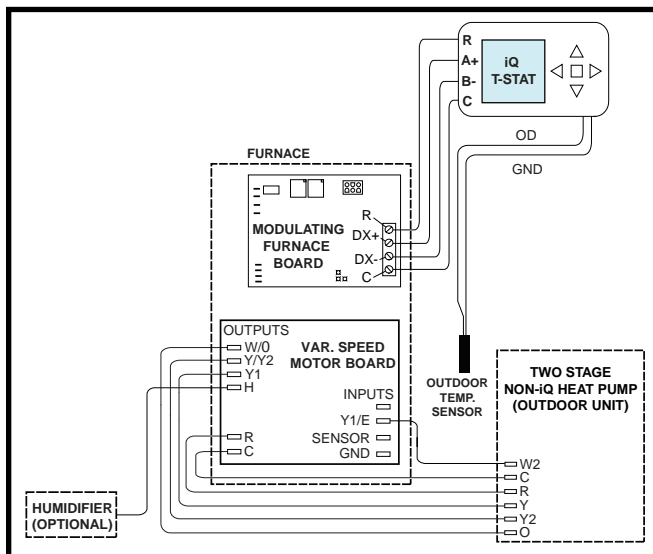 R
A+
B-
C
iQ
T-STAT
OD
GND
FURNACE
R
DX+
DX-
C
MODULATING
FURNACE
BOARD
OUTPUTS
W/0
Y/Y2
Y1
H
R
C
VAR. SPEED
MOTOR BOARD
INPUTS
Y1/E
SENSOR
GND
OUTDOOR
TEMP.
SENSOR
TWO STAGE
NON-iQ HEAT PUMP
(OUTDOOR UNIT)
W2
C
R
Y
Y2
O
HUMIDIFIER
(OPTIONAL)